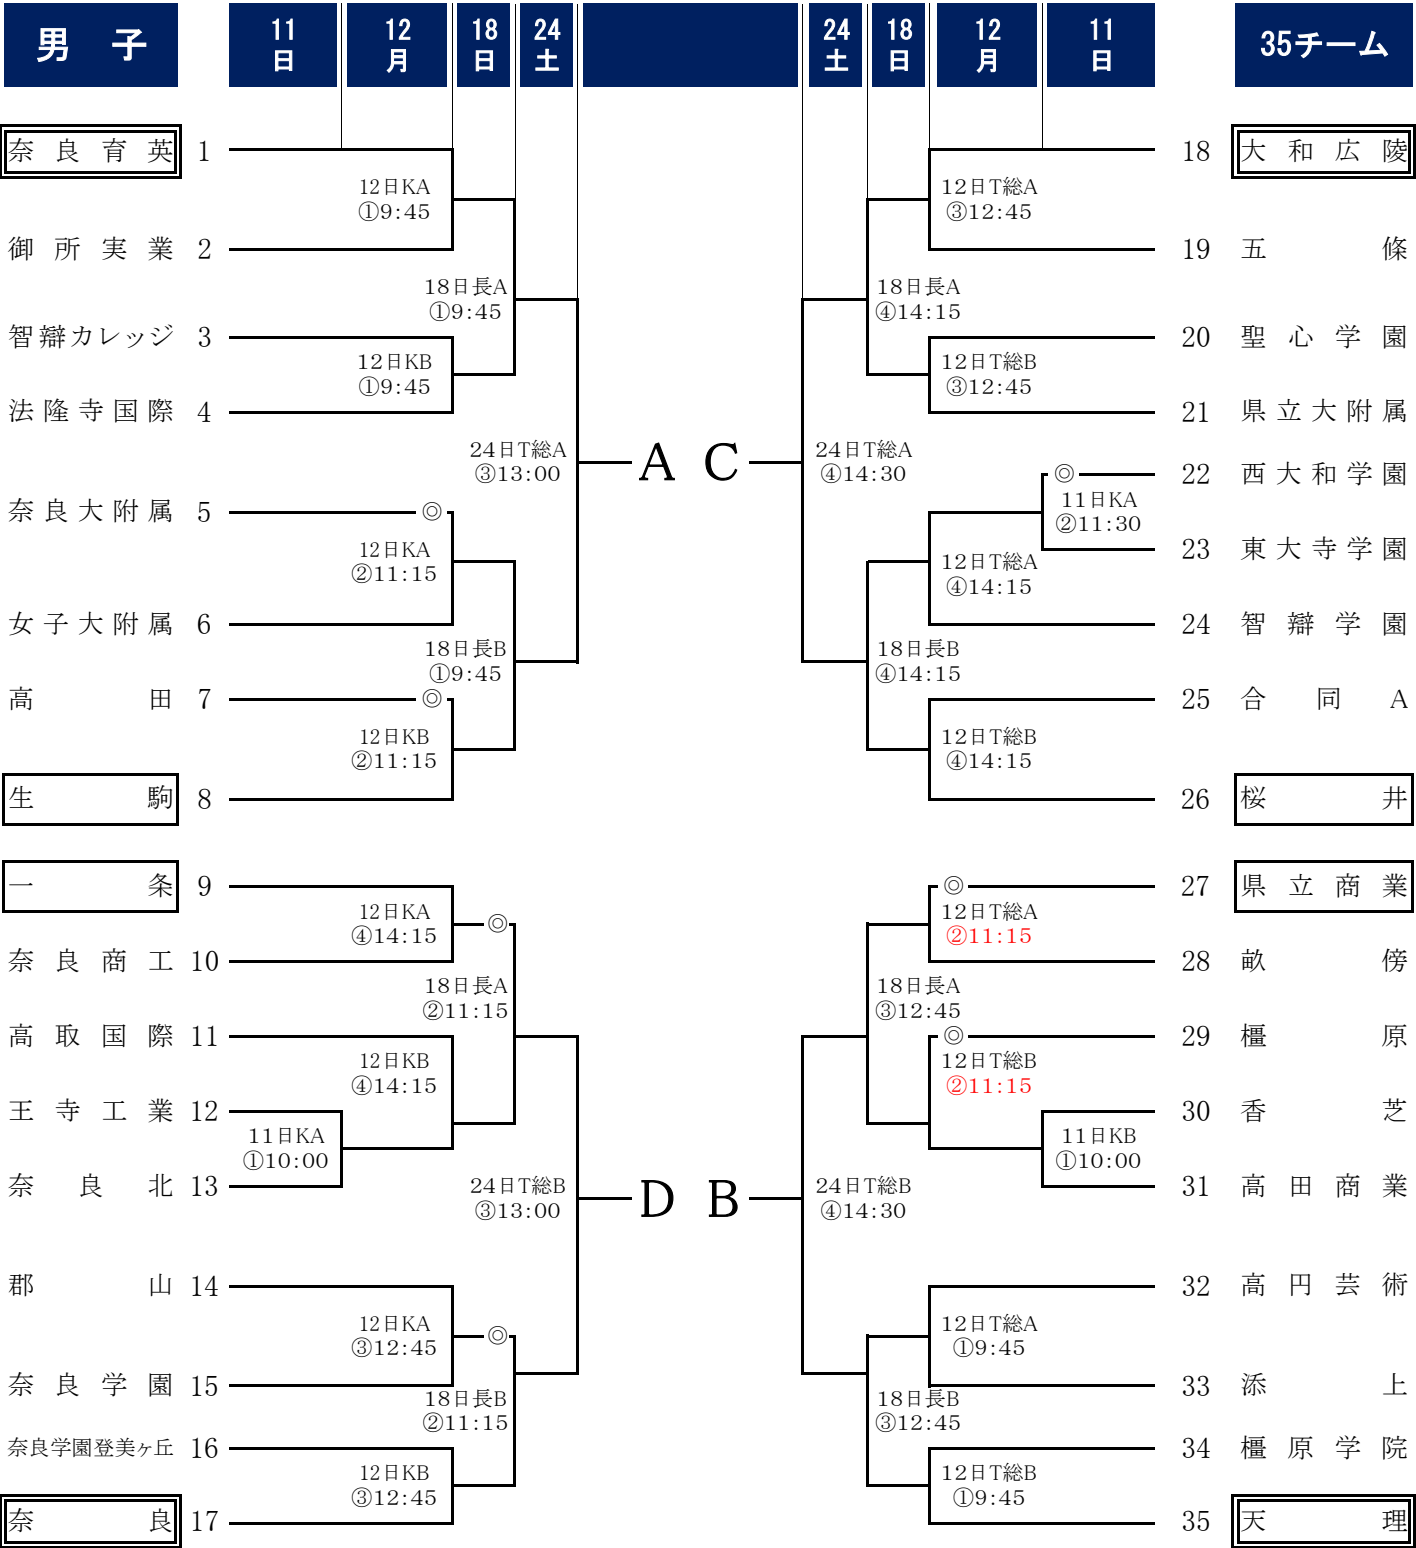 男 子
11日
12月
18日
24土
24土
18日
12月
11日
35チーム
奈良育英 1
12日KA
①9:45
御所実業 2
18日長A
①9:45
智辯カレッジ 3
12日KB
①9:45
法隆寺国際 4
24日T総A
③13:00
A
奈良大附属 5
◎
12日KA
②11:15
女子大附属 6
18日長B
①9:45
高田 7
◎
12日KB
②11:15
生駒 8
一条 9
12日KA
④14:15
◎
奈良商工 10
18日長A
②11:15
高取国際 11
12日KB
④14:15
王寺工業 12
11日KA
①10:00
奈良北 13
24日T総B
③13:00
D
郡山 14
12日KA
③12:45
◎
奈良学園 15
18日長B
②11:15
奈良学園登美ヶ丘 16
12日KB
③12:45
奈良 17
18 大和広陵
12日T総A
③12:45
19 五條
18日長A
④14:15
20 聖心学園
12日T総B
③12:45
21 県立大附属
C
24日T総A
④14:30
22 西大和学園
◎
11日KA
②11:30
23 東大寺学園
12日T総A
④14:15
24 智辯学園
18日長B
④14:15
25 合同A
12日T総B
④14:15
26 桜井
27 県立商業
◎
12日T総A
②11:15
28 畝傍
18日長A
③12:45
29 橿原
◎
12日T総B
②11:15
30 香芝
11日KB
①10:00
31 高田商業
B
24日T総B
④14:30
32 高円芸術
12日T総A
①9:45
33 添上
18日長B
③12:45
34 橿原学院
12日T総B
①9:45
35 天理